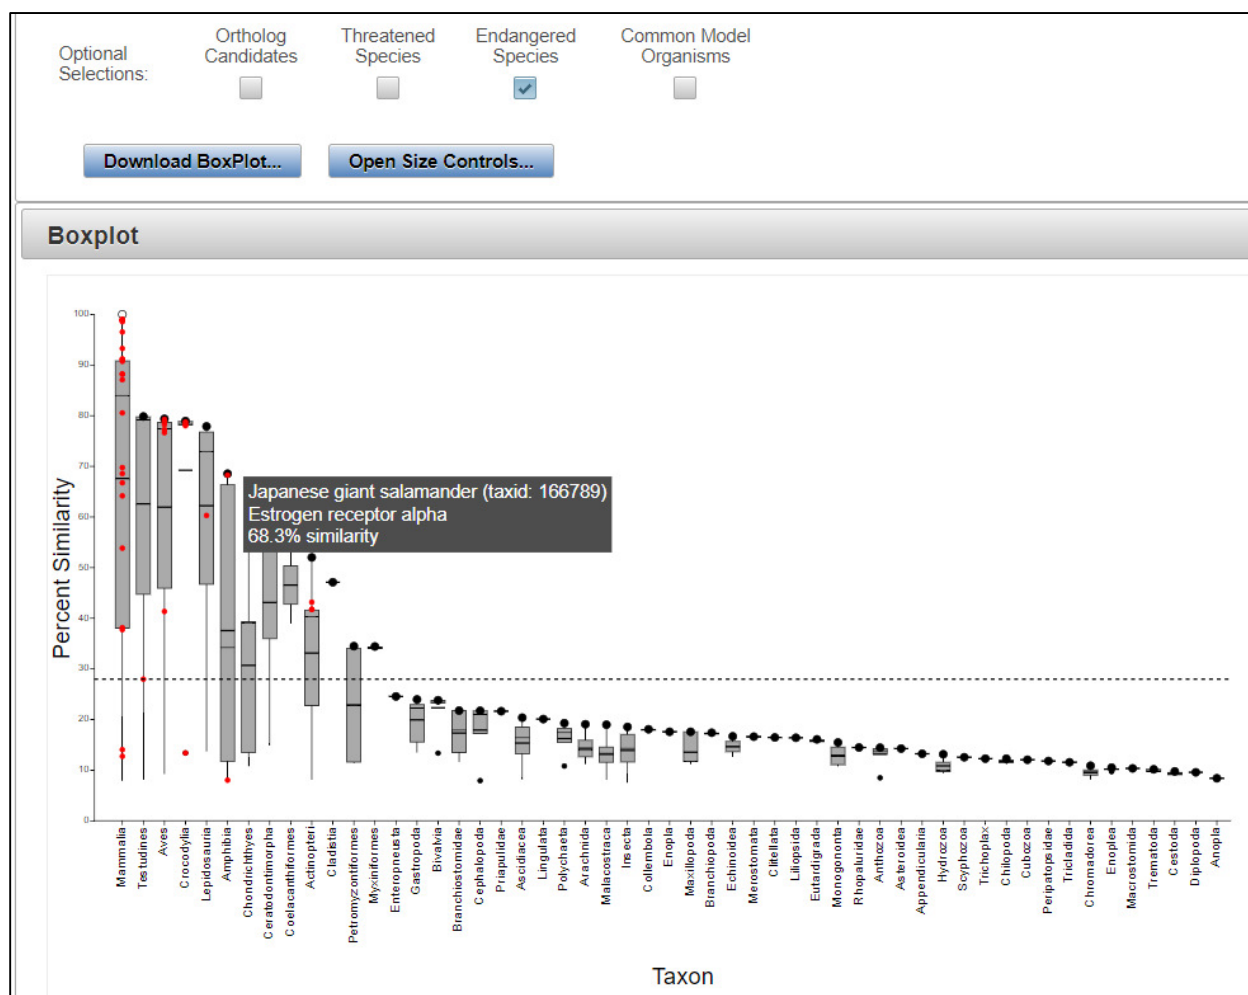 Optional
Selections:
Ortholog
Candidates
Threatened
Species
Endangered
Species
Common Model
Organisms
Download BoxPlot...
Open Size Controls...
Boxplot
Percent Similarity
100
90
80
70
60
50
40
30
20
10
0
Japanese giant salamander (taxid: 166789)
Estrogen receptor alpha
68.3% similarity
Mammalia
Testudines
Aves
Crocodylia
Lepidosauria
Amphibia
Chondrichthyes
Ceratodontimorpha
Coelacanthiformes
Actinopteri
Cladistia
Petromyzontiformes
Myxiniformes
Enteropneusta
Gastropoda
Bivalvia
Branchiostomidae
Cephalopoda
Priapulidae
Ascidiacea
Lingulata
Polychaeta
Arachnida
Malacostraca
Insecta
Collembola
Enopla
Maxillopoda
Branchiopoda
Echinoidea
Merostomata
Clitellata
Liliopsida
Eutardigrada
Monogononta
Rhopaluridae
Anthozoa
Asteroidea
Appendicularia
Hydrozoa
Scyphozoa
Trichoplax
Chilopoda
Cubozoa
Peripatopsidae
Tricladida
Chromadorea
Enoplea
Macrostomida
Trematoda
Cestoda
Diplopoda
Anopla
Taxon